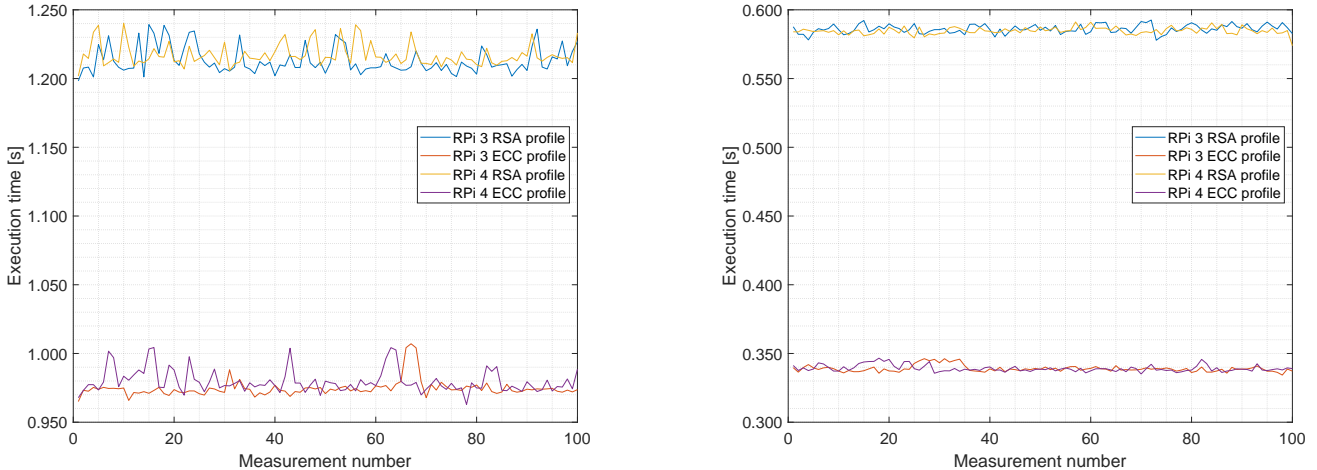 1.250
1.200
1.150
1.100
1.050
1.000
0.950
Execution time [s]
0
20
40
60
80
100
Measurement number
RPi 3 RSA profile
RPi 3 ECC profile
RPi 4 RSA profile
RPi 4 ECC profile
0.600
0.550
0.500
0.450
0.400
0.350
0.300
Execution time [s]
0
20
40
60
80
100
Measurement number
RPi 3 RSA profile
RPi 3 ECC profile
RPi 4 RSA profile
RPi 4 ECC profile